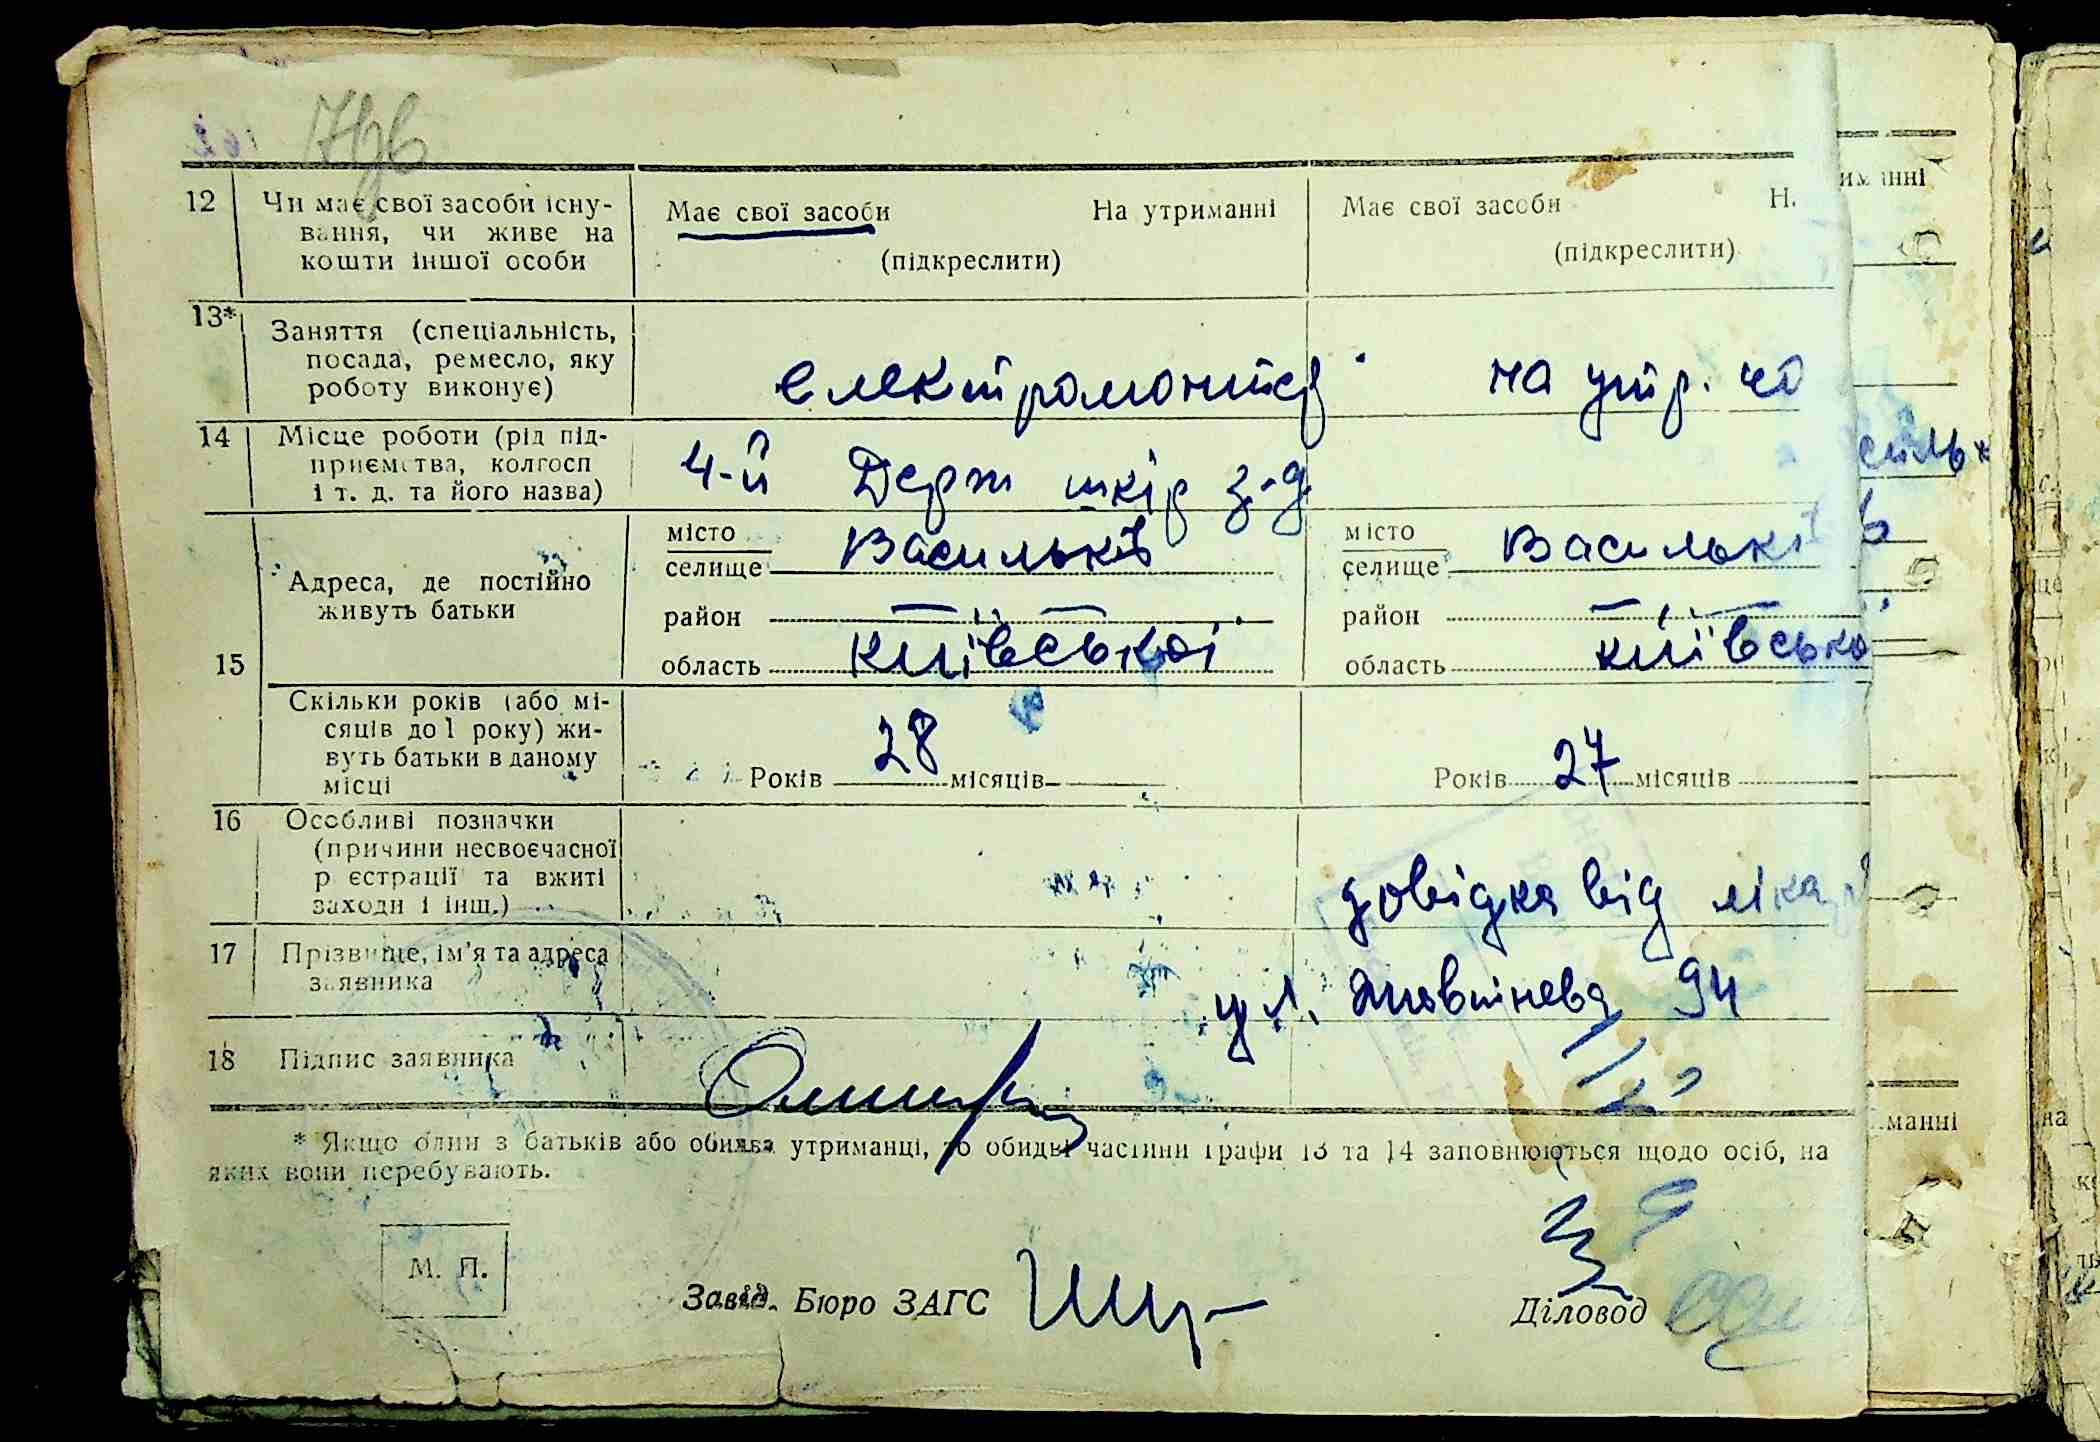 12 Чи має свої засоби існу- Має свої засоби На утриманні Має свої засоби Н.
вання, чи живе на
кошти іншої особи (підкреслити) (підкреслити)
13* Заняття (спеціальність,
посада, ремесло, яку
роботу виконує) електромонтер на утр. чо
14 Місце роботи (рід під- 4-й Держ шкір з-д
приємства, колгосп
і т. д. та його назва)
15 Адреса, де постійно
живуть батьки
місто Васильків місто Васильків
селище селище
район район
область київської область київсько
Скільки років (або мі-
сяців до 1 року) жи-
вуть батьки в даному
місці Років 28 місяців Років 27 місяців
16 Особливі позначки
(причини несвоєчасної
реєстрації та вжиті
заходи і інш.) довідка від ліка
17 Прізвище, ім'я та адреса
заявника ул. Жовтнева 94
18 Підпис заявника
* Якщо один з батьків або обидва утриманці, то обидві частини графи 13 та 14 заповнюються щодо осіб, на
яких вони перебувають.
М. П.
Завід. Бюро ЗАГС Діловод